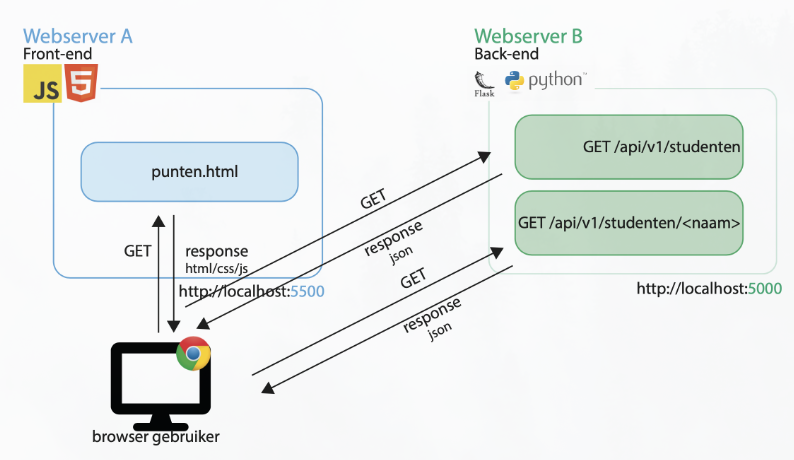 Webserver A
Front-end
JS
5
punten.html
GET
response
html/css/js
http://localhost:5500
browser gebruiker
Webserver B
Back-end
Flask
python™
GET /api/v1/studenten
GET /api/v1/studenten/<naam>
http://localhost:5000
GET
response
json
GET
response
json